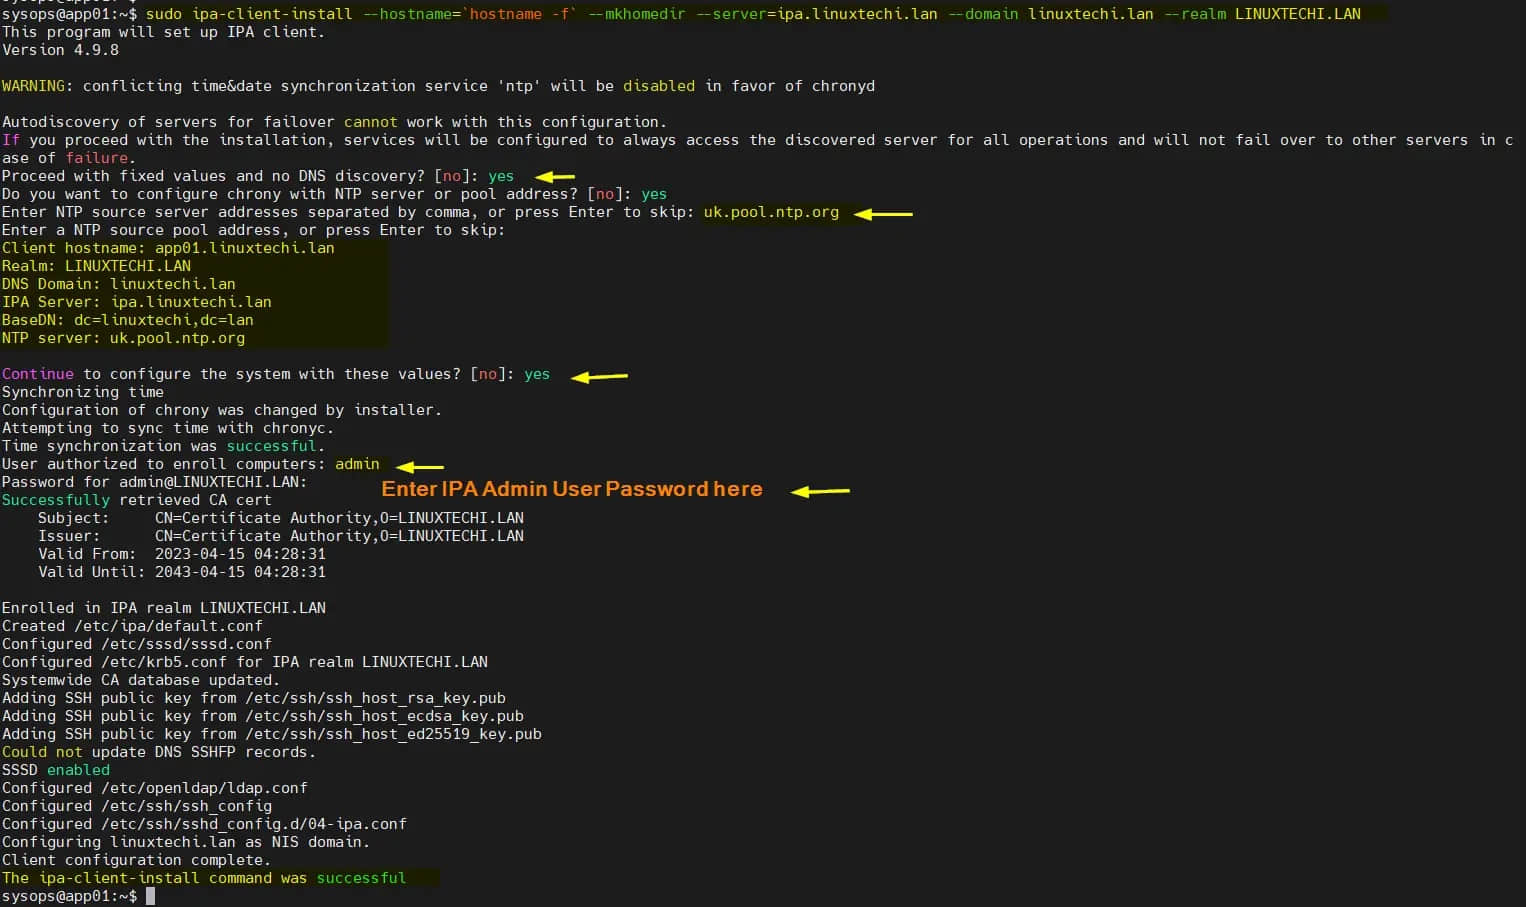 sysops@app01:~$
sysops@app01:~$ sudo ipa-client-install --hostname=`hostname -f` --mkhomedir --server=ipa.linuxtechi.lan --domain linuxtechi.lan --realm LINUXTECHI.LAN
This program will set up IPA client.
Version 4.9.8
WARNING: conflicting time&date synchronization service 'ntp' will be disabled in favor of chronyd
Autodiscovery of servers for failover cannot work with this configuration.
If you proceed with the installation, services will be configured to always access the discovered server for all operations and will not fail over to other servers in c
ase of failure.
Proceed with fixed values and no DNS discovery? [no]: yes
Do you want to configure chrony with NTP server or pool address? [no]: yes
Enter NTP source server addresses separated by comma, or press Enter to skip: uk.pool.ntp.org
Enter a NTP source pool address, or press Enter to skip:
Client hostname: app01.linuxtechi.lan
Realm: LINUXTECHI.LAN
DNS Domain: linuxtechi.lan
IPA Server: ipa.linuxtechi.lan
BaseDN: dc=linuxtechi,dc=lan
NTP server: uk.pool.ntp.org
Continue to configure the system with these values? [no]: yes
Synchronizing time
Configuration of chrony was changed by installer.
Attempting to sync time with chronyc.
Time synchronization was successful.
User authorized to enroll computers: admin
Password for admin@LINUXTECHI.LAN:
Enter IPA Admin User Password here
Successfully retrieved CA cert
    Subject:     CN=Certificate Authority,O=LINUXTECHI.LAN
    Issuer:      CN=Certificate Authority,O=LINUXTECHI.LAN
    Valid From:  2023-04-15 04:28:31
    Valid Until: 2043-04-15 04:28:31
Enrolled in IPA realm LINUXTECHI.LAN
Created /etc/ipa/default.conf
Configured /etc/sssd/sssd.conf
Configured /etc/krb5.conf for IPA realm LINUXTECHI.LAN
Systemwide CA database updated.
Adding SSH public key from /etc/ssh/ssh_host_rsa_key.pub
Adding SSH public key from /etc/ssh/ssh_host_ecdsa_key.pub
Adding SSH public key from /etc/ssh/ssh_host_ed25519_key.pub
Could not update DNS SSHFP records.
SSSD enabled
Configured /etc/openldap/ldap.conf
Configured /etc/ssh/ssh_config
Configured /etc/ssh/sshd_config.d/04-ipa.conf
Configuring linuxtechi.lan as NIS domain.
Client configuration complete.
The ipa-client-install command was successful
sysops@app01:~$